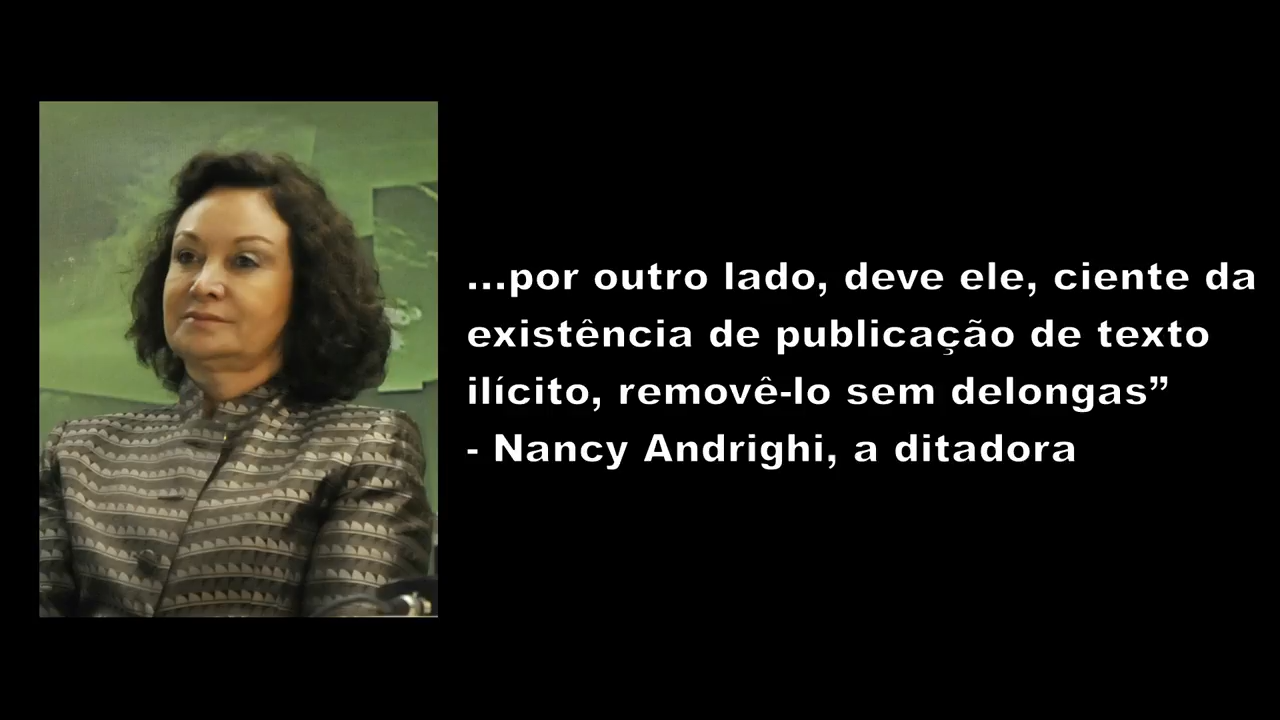 ...por outro lado, deve ele, ciente da
existência de publicação de texto
ilícito, removê-lo sem delongas”
- Nancy Andrighi, a ditadora